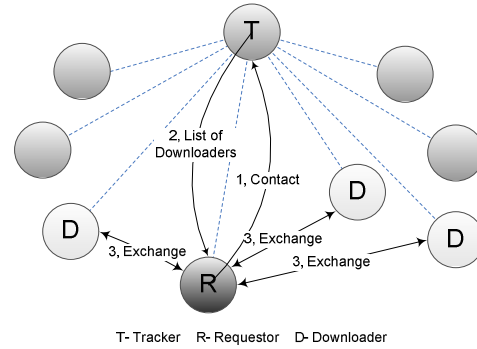 T
2, List of
Downloaders
1, Contact
D
D
D
3, Exchange
3, Exchange
3, Exchange
R
T- Tracker R- Requestor D- Downloader